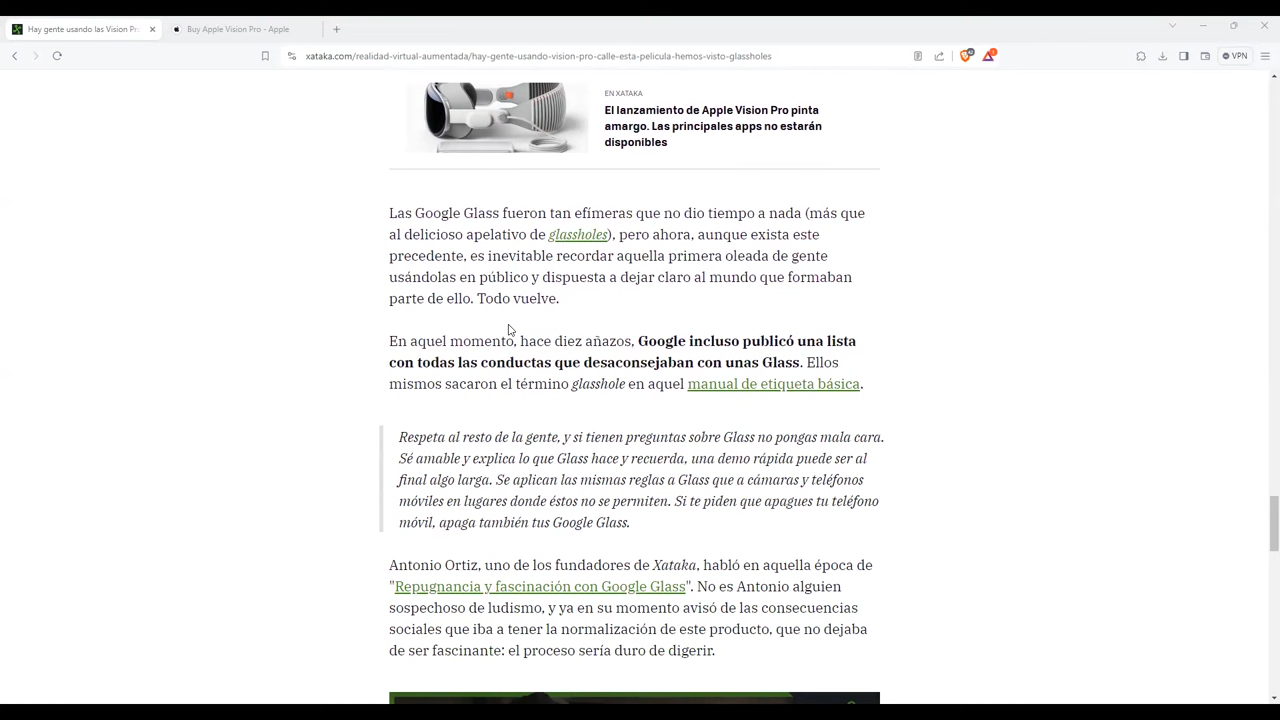 Hay gente usando las Vision Pr
Buy Apple Vision Pro - Apple
xataka.com/realidad-virtual-aumentada/hay-gente-usando-vision-pro-calle-esta-pelicula-hemos-visto-glassholes
VPN
EN XATAKA
El lanzamiento de Apple Vision Pro pinta
amargo. Las principales apps no estarán
disponibles
Las Google Glass fueron tan efímeras que no dio tiempo a nada (más que
al delicioso apelativo de glassholes), pero ahora, aunque exista este
precedente, es inevitable recordar aquella primera oleada de gente
usándolas en público y dispuesta a dejar claro al mundo que formaban
parte de ello. Todo vuelve.
En aquel momento, hace diez añazos, Google incluso publicó una lista
con todas las conductas que desaconsejaban con unas Glass. Ellos
mismos sacaron el término glasshole en aquel manual de etiqueta básica.
Respeta al resto de la gente, y si tienen preguntas sobre Glass no pongas mala cara.
Sé amable y explica lo que Glass hace y recuerda, una demo rápida puede ser al
final algo larga. Se aplican las mismas reglas a Glass que a cámaras y teléfonos
móviles en lugares donde éstos no se permiten. Si te piden que apagues tu teléfono
móvil, apaga también tus Google Glass.
Antonio Ortiz, uno de los fundadores de Xataka, habló en aquella época de
"Repugnancia y fascinación con Google Glass". No es Antonio alguien
sospechoso de ludismo, y ya en su momento avisó de las consecuencias
sociales que iba a tener la normalización de este producto, que no dejaba
de ser fascinante: el proceso sería duro de digerir.